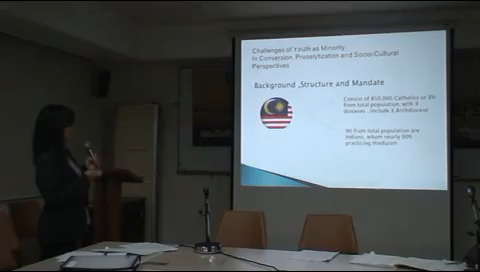 Challenges of Youth as Minority
In Conversion, Proselytization and Socio-Cultural
Perspectives
Background ,Structure and Mandate
Consist of 850,000 Catholics or 3%
from total population, with 9
dioceses , include 3 Archdiocese
9% from total population are
Indians, whom nearly 90%
practicing Hinduism